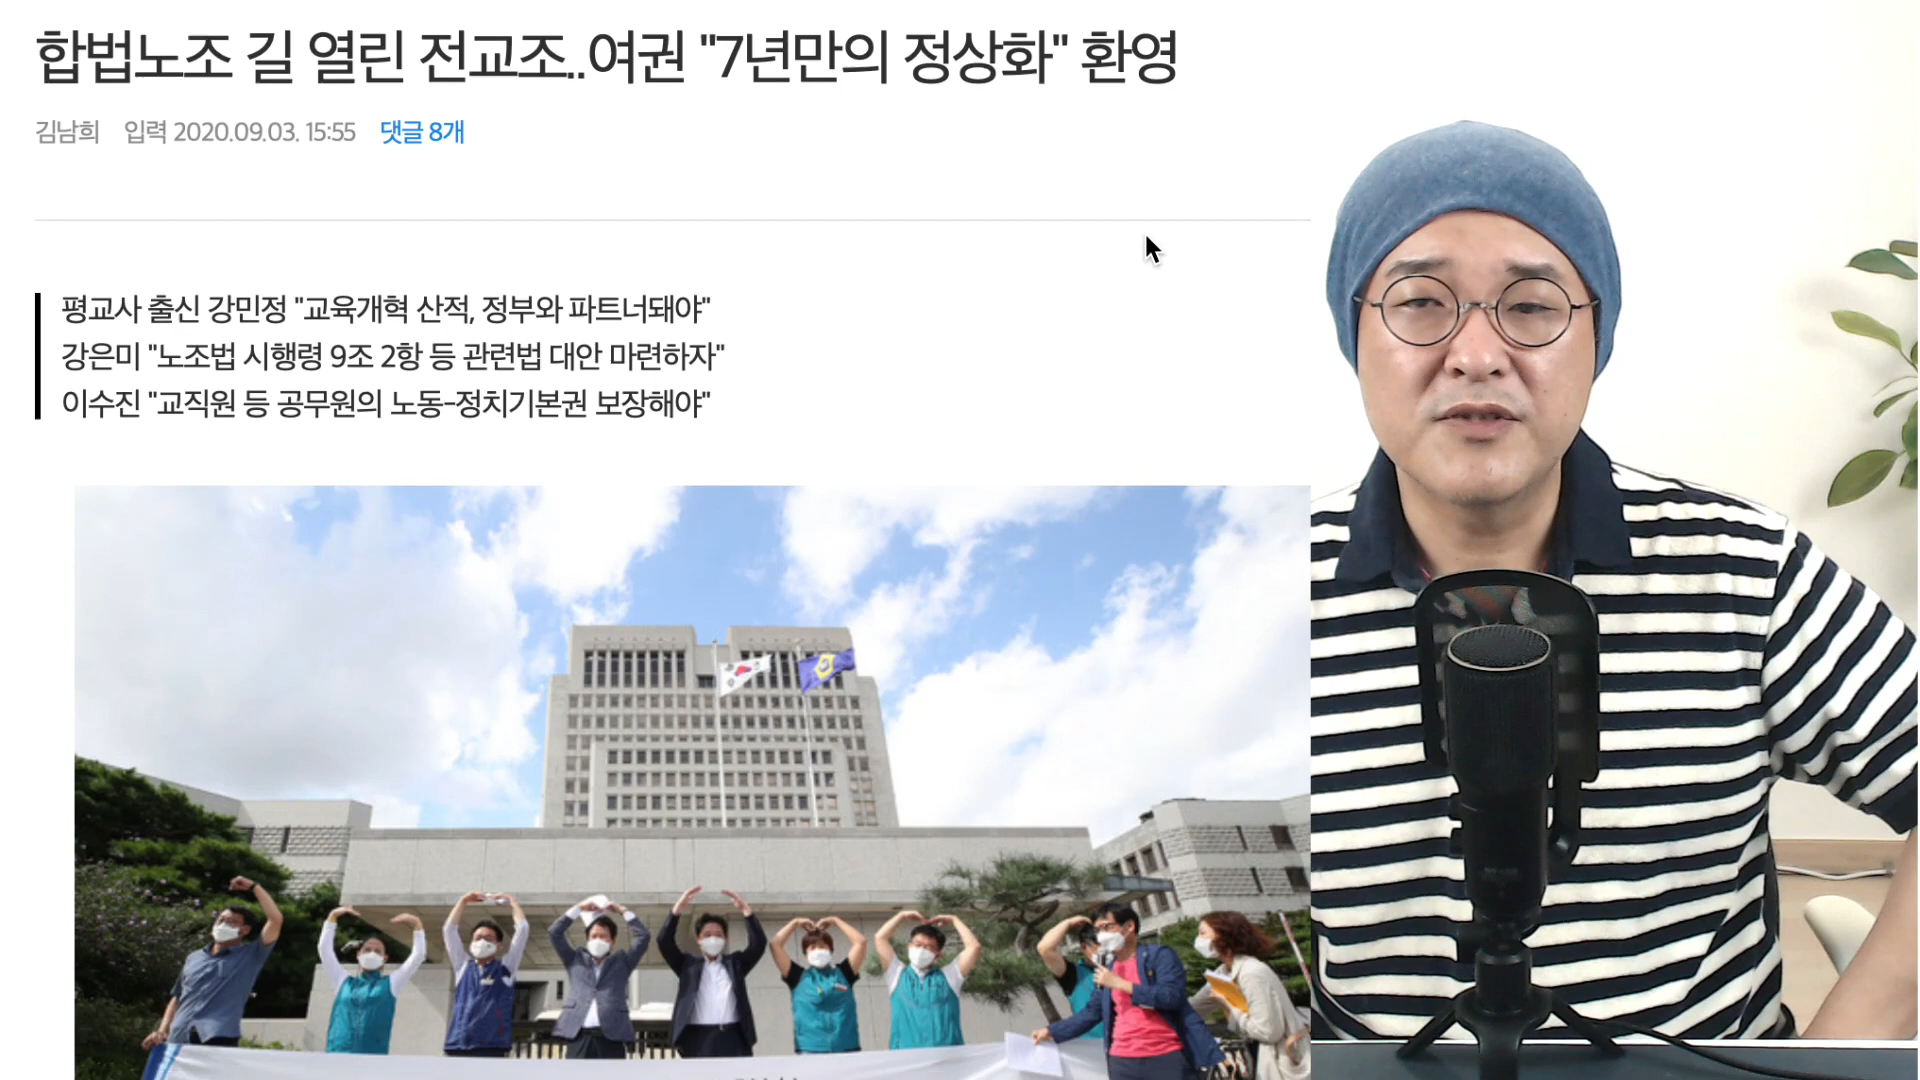 합법노조 길 열린 전교조..여권 "7년만의 정상화" 환영
김남희 입력 2020.09.03. 15:55 댓글 8개
평교사 출신 강민정 "교육개혁 산적, 정부와 파트너돼야"
강은미 "노조법 시행령 9조 2항 등 관련법 대안 마련하자"
이수진 "교직원 등 공무원의 노동-정치기본권 보장해야"